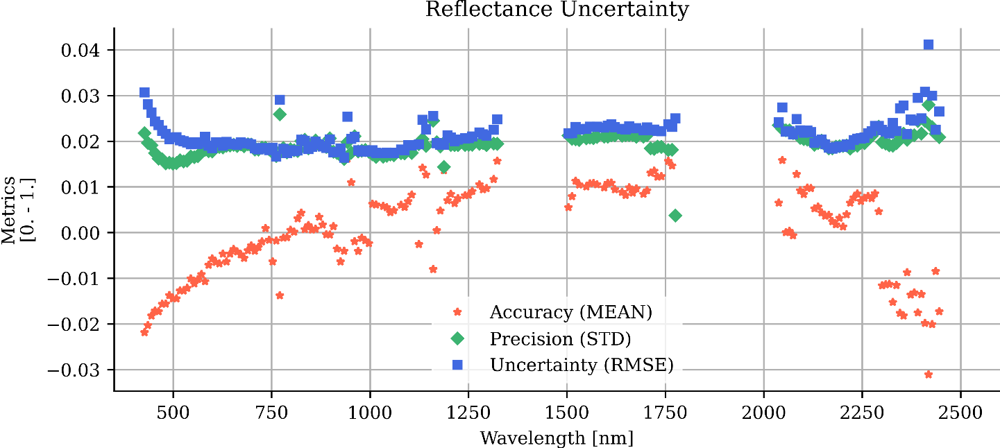 Reflectance Uncertainty
Metrics
[0. - 1.]
0.04
0.03
0.02
0.01
0.00
−0.01
−0.02
−0.03
Accuracy (MEAN)
Precision (STD)
Uncertainty (RMSE)
500 750 1000 1250 1500 1750 2000 2250 2500
Wavelength [nm]